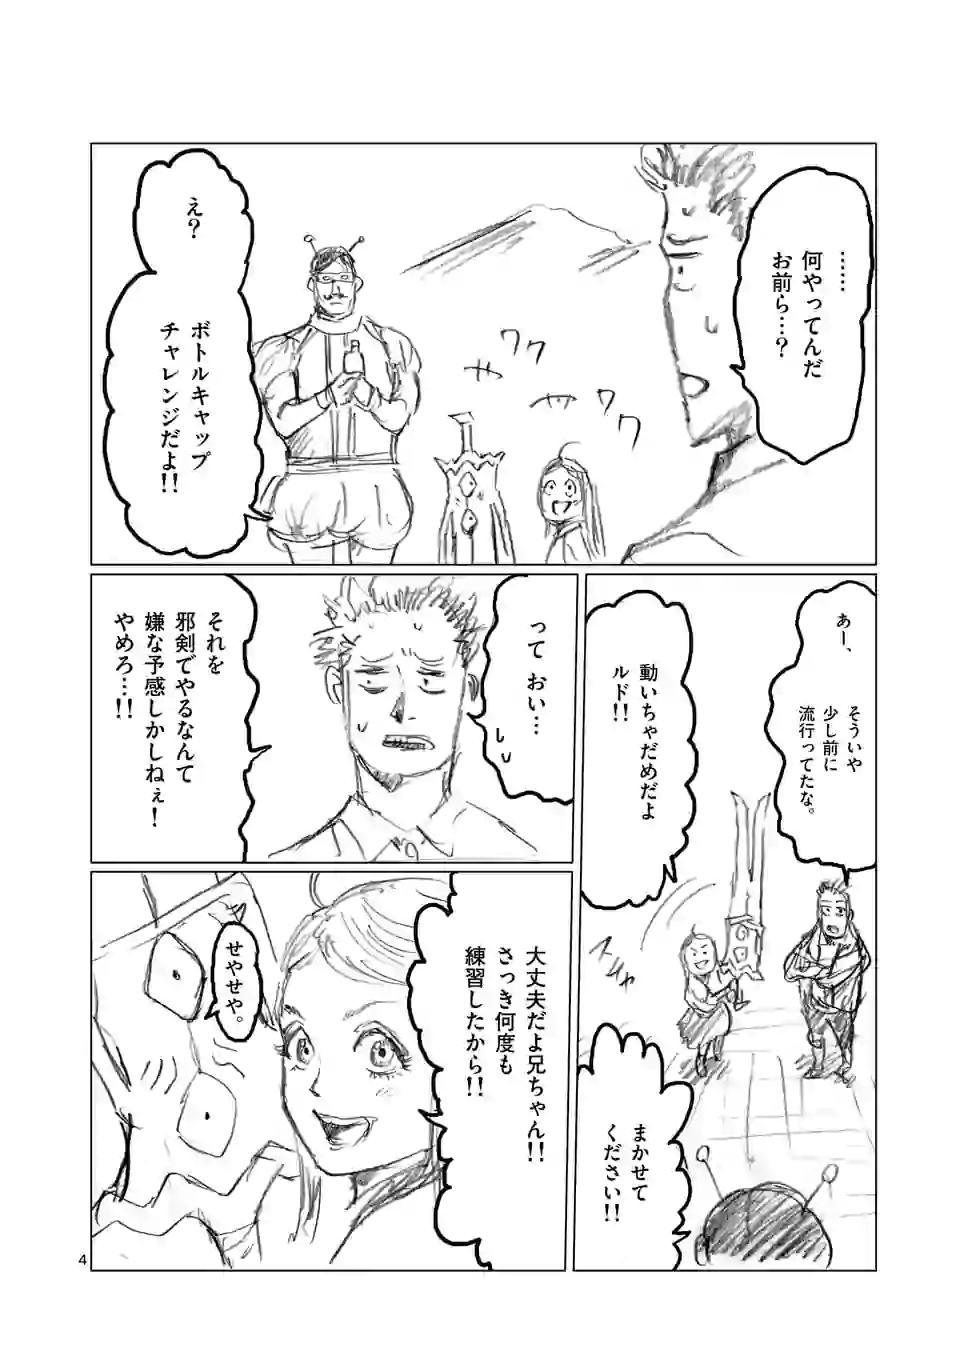 ……
何やってんだ
お前ら…?
え?
ボトルキャップ
チャレンジだよ!!
ワク
ワク
あー、
そういや
少し前に
流行ってたな。
動いちゃだめだよ
ルド!!
まかせて
ください!!
って おい…
それを
邪剣でやるなんて
嫌な予感しかしねぇ!
やめろ…!!
大丈夫だよ兄ちゃん!!
さっき何度も
練習したから!!
せやせや。
4